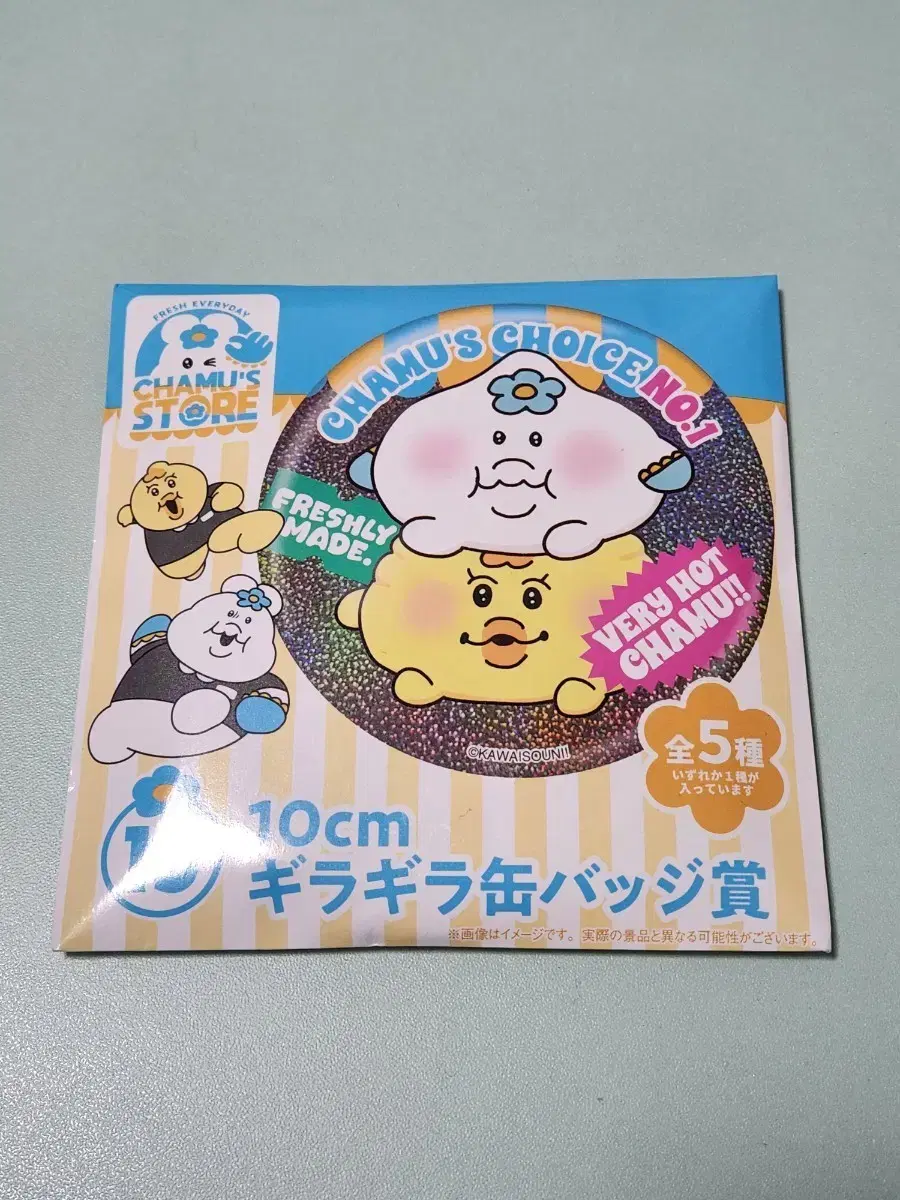 FRESH EVERYDAY
CHAMU'S
STORE
CHAMU'S CHOICE NO.1
FRESHLY
MADE.
VERY HOT
CHAMU!!
©KAWAISOUNI!
全5種
いずれか1種が
入っています
10cm
ギラギラ缶バッジ賞
※画像はイメージです。実際の景品と異なる可能性がございます。